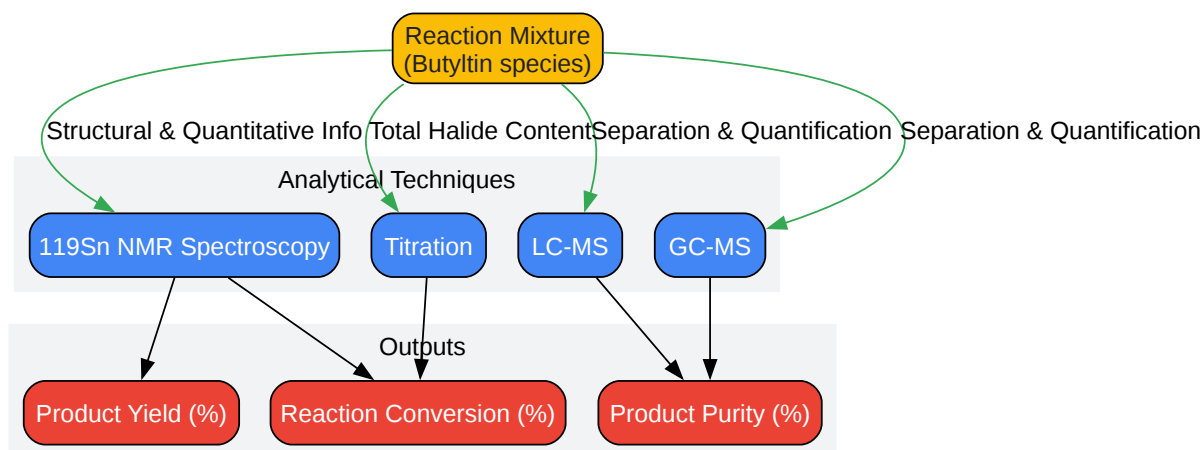 Reaction Mixture
(Butyltin species)
Structural & Quantitative Info
Total Halide Content
Separation & Quantification
Separation & Quantification
Analytical Techniques
119Sn NMR Spectroscopy
Titration
LC-MS
GC-MS
Outputs
Product Yield (%)
Reaction Conversion (%)
Product Purity (%)